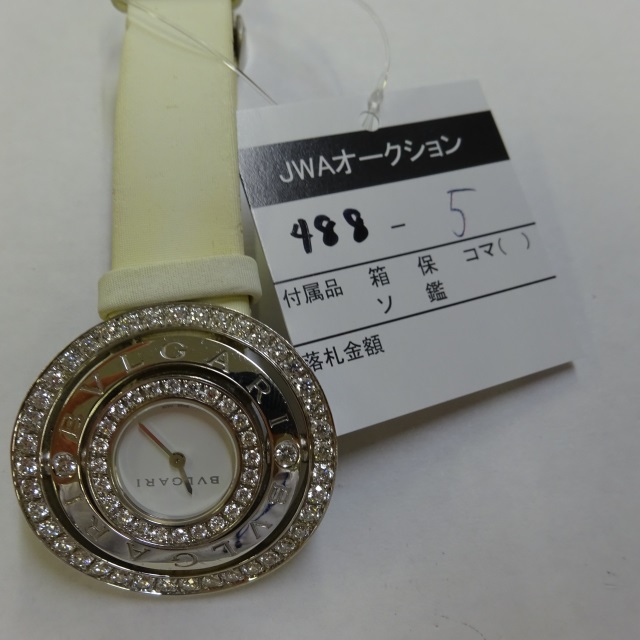 JWAオークション
488 - 5
付属品 箱 保 コマ( )
ソ 鑑
落札金額
BVLGARI
BVLGARI
BVLGARI